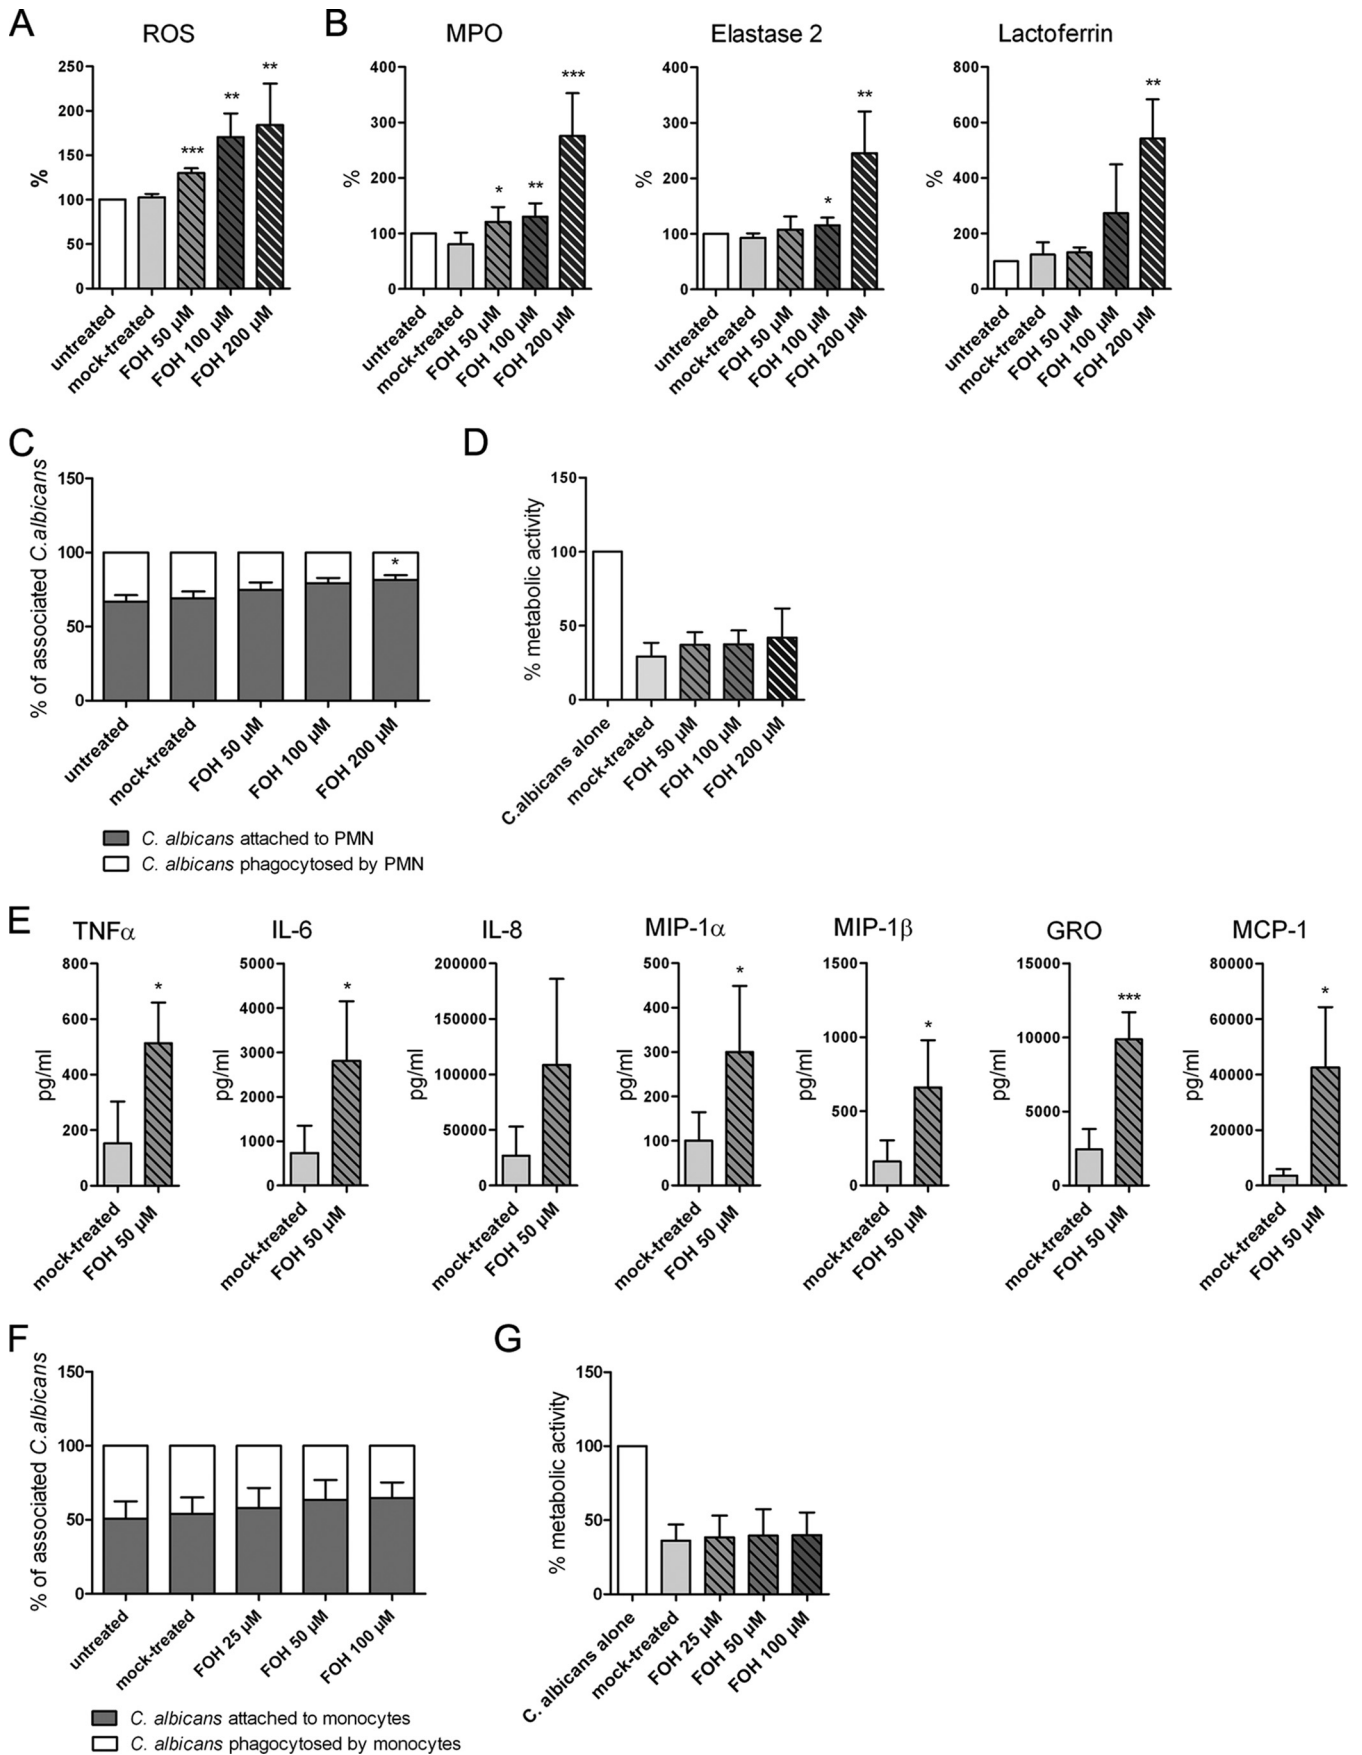 A
ROS
%
250
200
150
100
50
0
***
**
**
untreated
mock-treated
FOH 50 µM
FOH 100 µM
FOH 200 µM
B
MPO
%
400
300
200
100
0
*
**
***
untreated
mock-treated
FOH 50 µM
FOH 100 µM
FOH 200 µM
Elastase 2
%
400
300
200
100
0
*
**
untreated
mock-treated
FOH 50 µM
FOH 100 µM
FOH 200 µM
Lactoferrin
%
800
600
400
200
0
**
untreated
mock-treated
FOH 50 µM
FOH 100 µM
FOH 200 µM
C
% of associated C.albicans
150
100
50
0
*
untreated
mock-treated
FOH 50 µM
FOH 100 µM
FOH 200 µM
C. albicans attached to PMN
C. albicans phagocytosed by PMN
D
% metabolic activity
150
100
50
0
C.albicans alone
mock-treated
FOH 50 µM
FOH 100 µM
FOH 200 µM
E
TNFα
pg/ml
800
600
400
200
0
*
mock-treated
FOH 50 µM
IL-6
pg/ml
5000
4000
3000
2000
1000
0
*
mock-treated
FOH 50 µM
IL-8
pg/ml
200000
150000
100000
50000
0
mock-treated
FOH 50 µM
MIP-1α
pg/ml
500
400
300
200
100
0
*
mock-treated
FOH 50 µM
MIP-1β
pg/ml
1500
1000
500
0
*
mock-treated
FOH 50 µM
GRO
pg/ml
15000
10000
5000
0
***
mock-treated
FOH 50 µM
MCP-1
pg/ml
80000
60000
40000
20000
0
*
mock-treated
FOH 50 µM
F
% of associated C.albicans
150
100
50
0
untreated
mock-treated
FOH 25 µM
FOH 50 µM
FOH 100 µM
C. albicans attached to monocytes
C. albicans phagocytosed by monocytes
G
% metabolic activity
150
100
50
0
C. albicans alone
mock-treated
FOH 25 µM
FOH 50 µM
FOH 100 µM